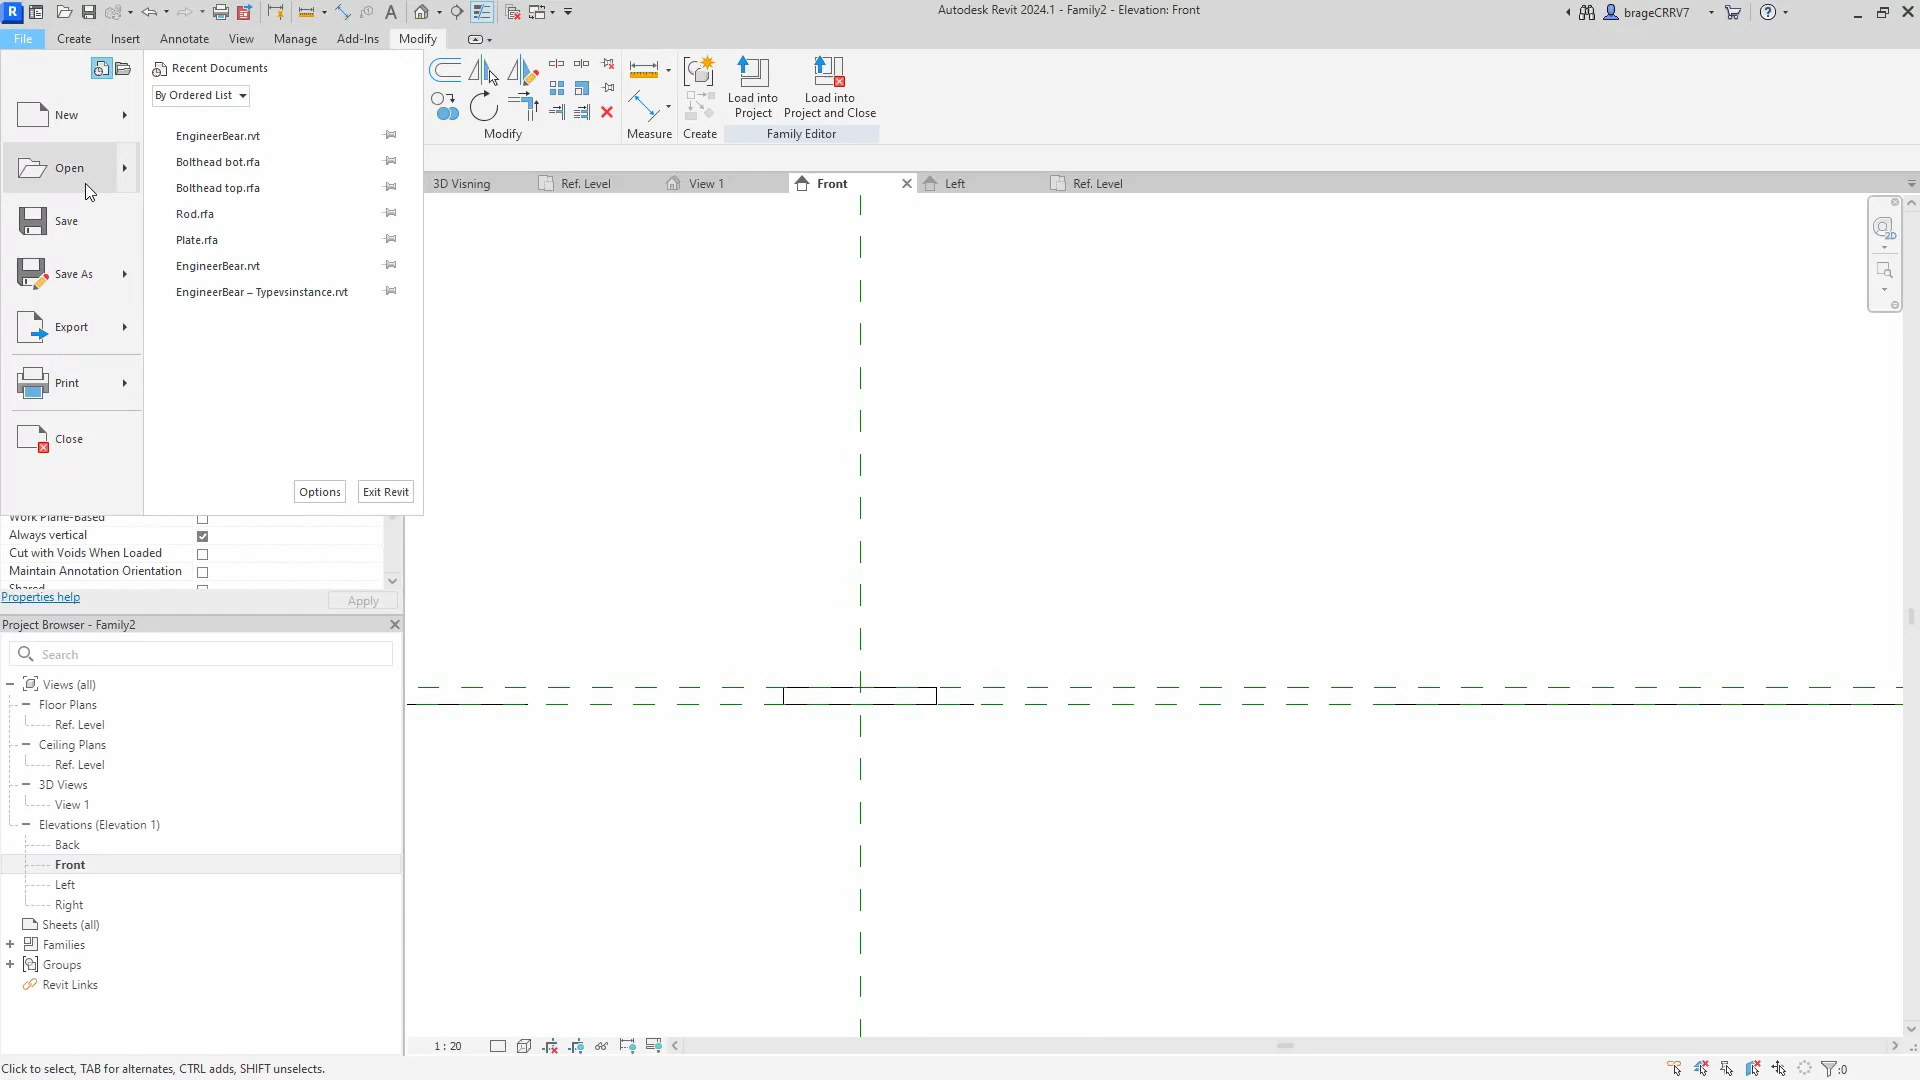 Autodesk Revit 2024.1 - Family2 - Elevation: Front
brageCRRV7
File
Create
Insert
Annotate
View
Manage
Add-Ins
Modify
Recent Documents
By Ordered List
New
Open
Save
Save As
Export
Print
Close
EngineerBear.rvt
Bolthead bot.rfa
Bolthead top.rfa
Rod.rfa
Plate.rfa
EngineerBear.rvt
EngineerBear – Typevsinstance.rvt
Options
Exit Revit
Load into
Project
Load into
Project and Close
Modify
Measure
Create
Family Editor
3D Visning
Ref. Level
View 1
Front
Left
Ref. Level
2D
Work Plane-Based
Always vertical
Cut with Voids When Loaded
Maintain Annotation Orientation
Shared
Properties help
Apply
Project Browser - Family2
Search
Views (all)
Floor Plans
Ref. Level
Ceiling Plans
Ref. Level
3D Views
View 1
Elevations (Elevation 1)
Back
Front
Left
Right
Sheets (all)
Families
Groups
Revit Links
1 : 20
Click to select, TAB for alternates, CTRL adds, SHIFT unselects.
:0